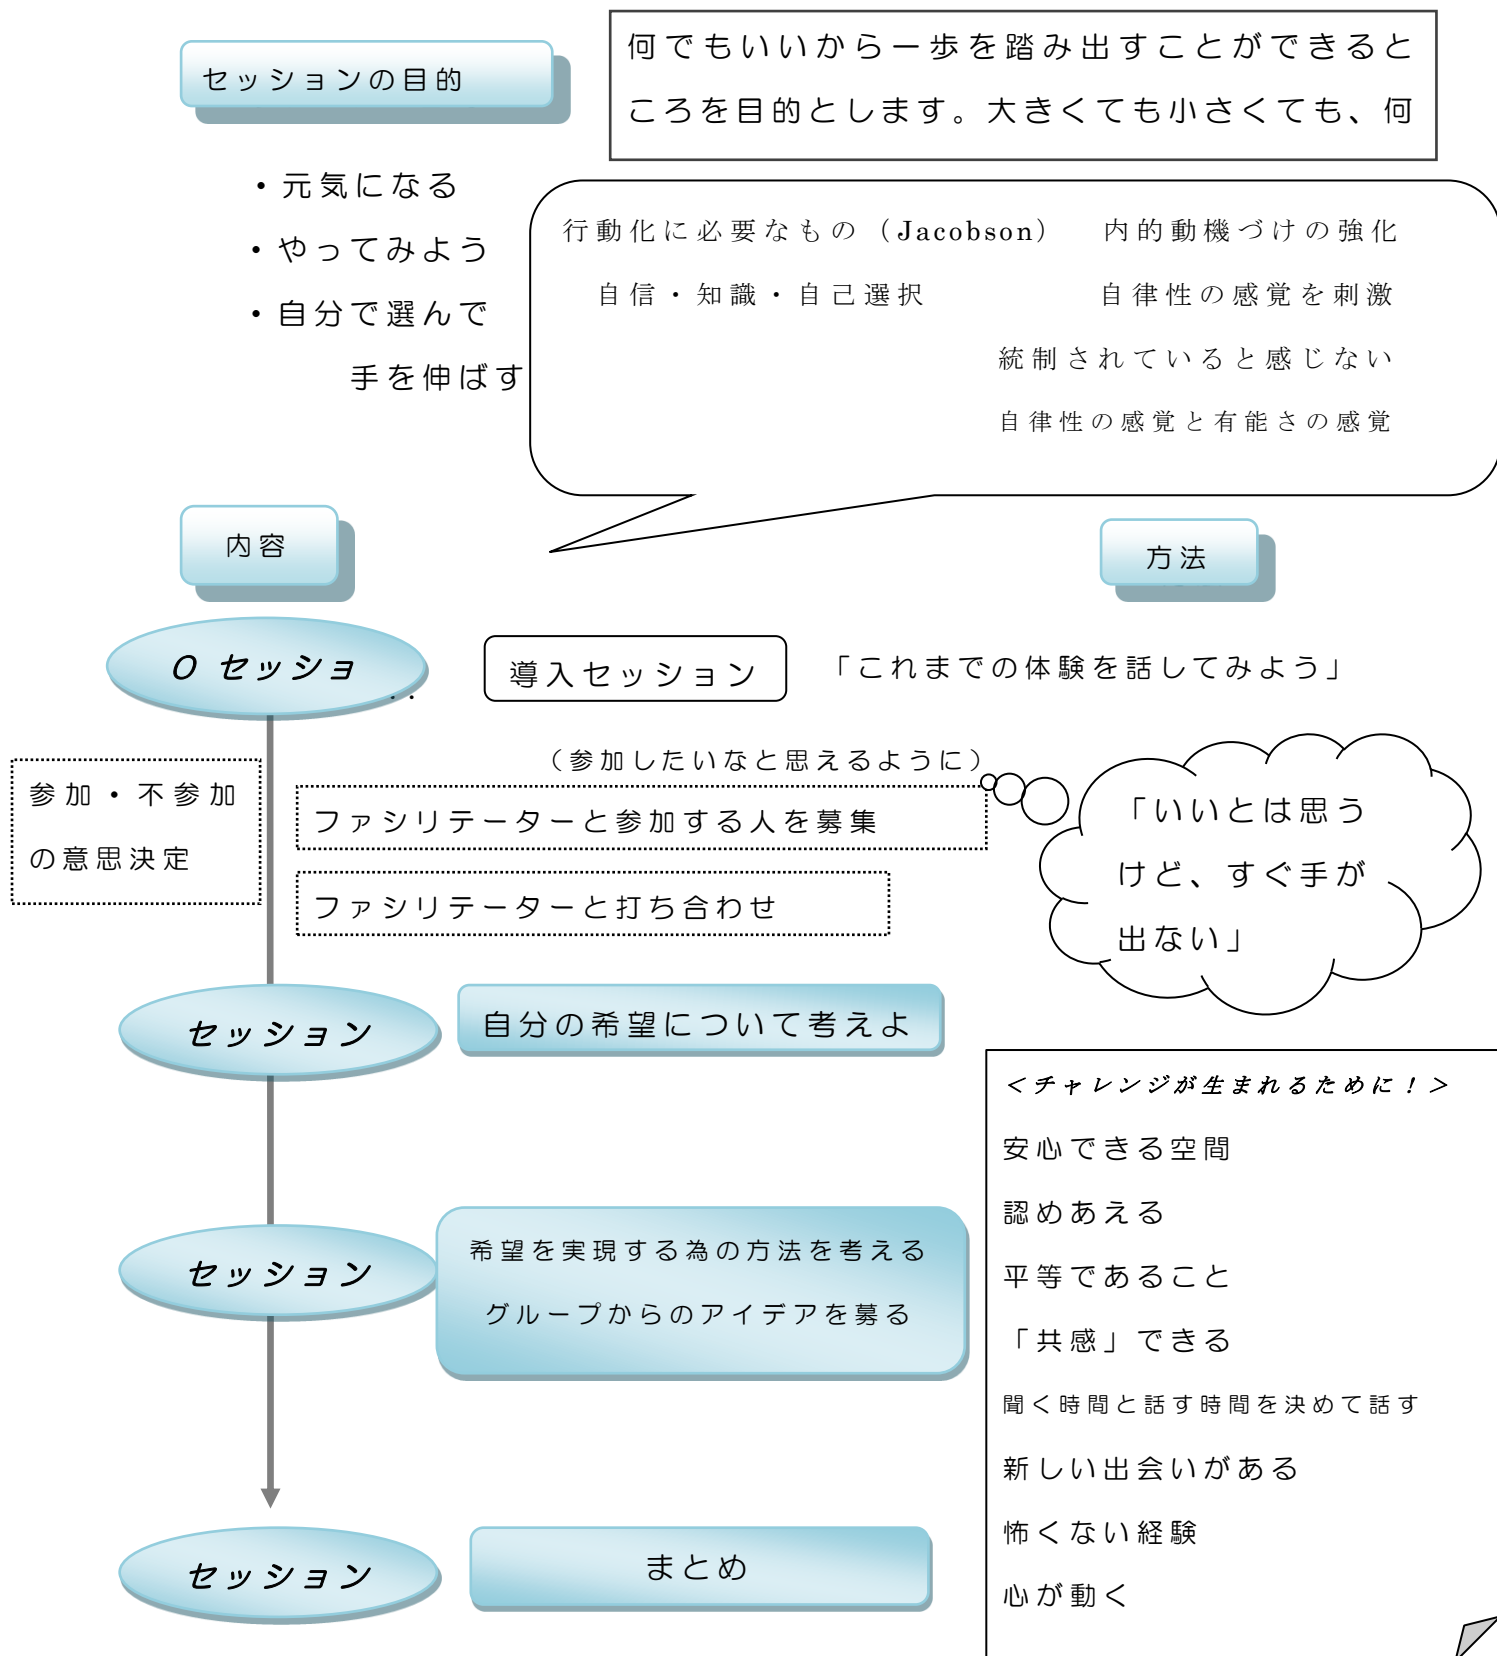 セッションの目的
何でもいいから一歩を踏み出すことができると
ころを目的とします。大きくても小さくても、何
・元気になる
・やってみよう
・自分で選んで
手を伸ばす
行動化に必要なもの（Jacobson） 内的動機づけの強化
自信・知識・自己選択 自律性の感覚を刺激
統制されていると感じない
自律性の感覚と有能さの感覚
内容
方法
0 セッショ
導入セッション
「これまでの体験を話してみよう」
（参加したいなと思えるように）
参加・不参加
の意思決定
ファシリテーターと参加する人を募集
ファシリテーターと打ち合わせ
「いいとは思う
けど、すぐ手が
出ない」
セッション
自分の希望について考えよ
＜チャレンジが生まれるために！＞
安心できる空間
認めあえる
平等であること
「共感」できる
聞く時間と話す時間を決めて話す
新しい出会いがある
怖くない経験
心が動く
セッション
希望を実現する為の方法を考える
グループからのアイデアを募る
セッション
まとめ